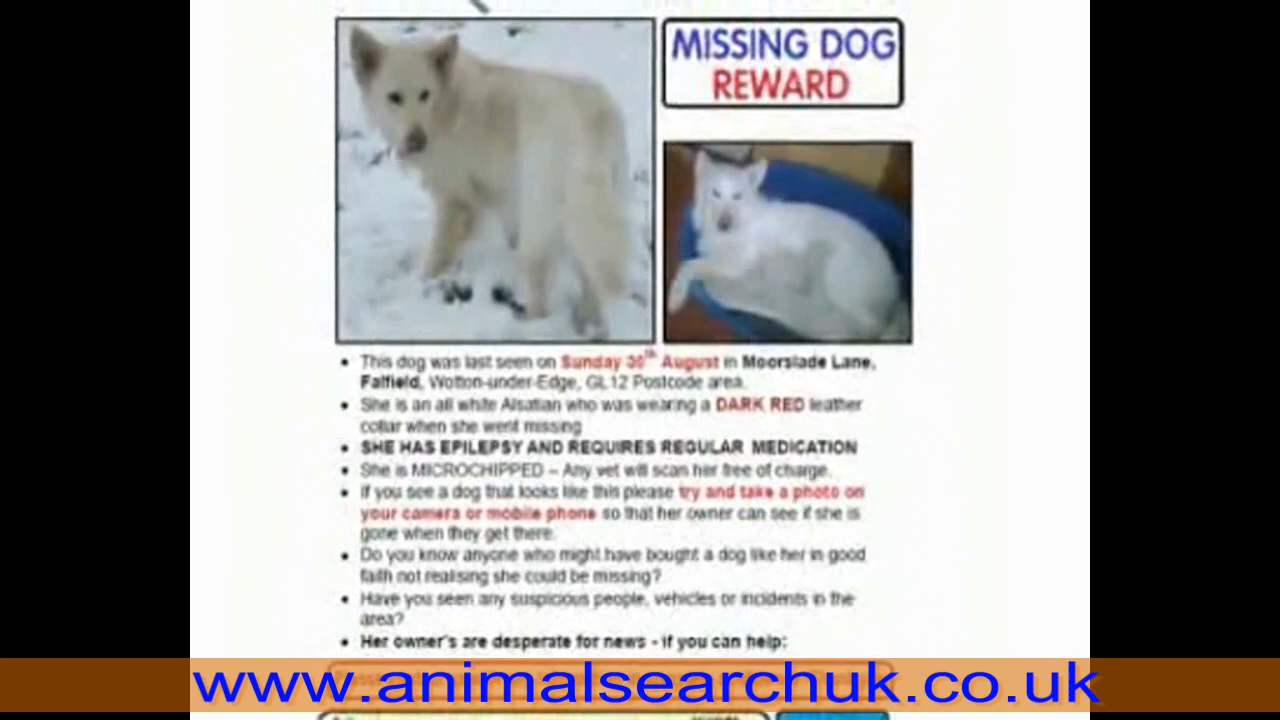 MISSING DOG
REWARD
This dog was last seen on Sunday 30th August in Moorslade Lane,
Falfield, Wotton-under-Edge, GL12 Postcode area.
She is an all white Alsatian who was wearing a DARK RED leather
collar when she went missing
SHE HAS EPILEPSY AND REQUIRES REGULAR MEDICATION
She is MICROCHIPPED – Any vet will scan her free of charge.
If you see a dog that looks like this please try and take a photo on
your camera or mobile phone so that her owner can see if she is
gone when they get there.
Do you know anyone who might have bought a dog like her in good
faith not realising she could be missing?
Have you seen any suspicious people, vehicles or incidents in the
area?
Her owner's are desperate for news - if you can help:
www.animalsearchuk.co.uk